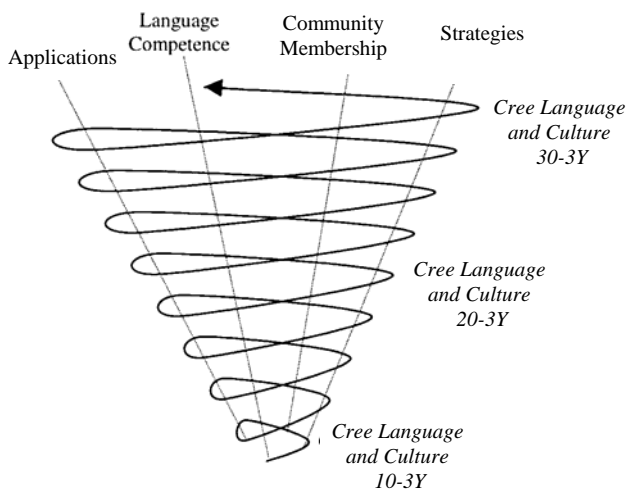 Applications
Language
Competence
Community
Membership
Strategies
Cree Language
and Culture
30-3Y
Cree Language
and Culture
20-3Y
Cree Language
and Culture
10-3Y